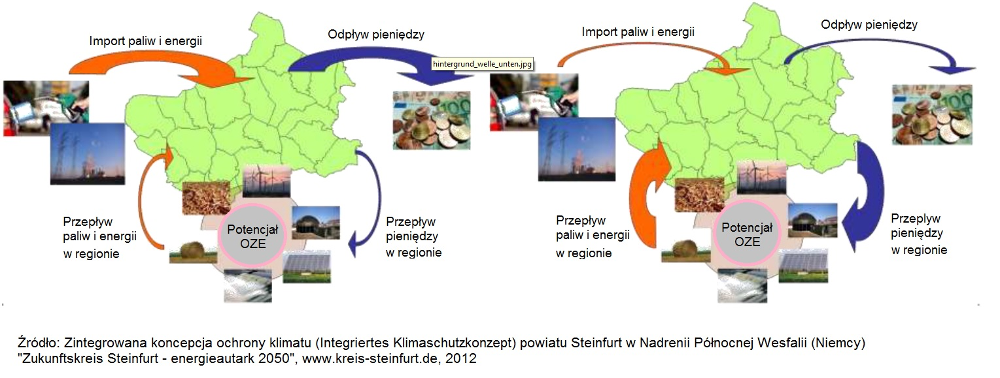 Import paliw i energii
Odpływ pieniędzy
hintergrund_welle_unten.jpg
100
Przepływ
paliw i energii
w regionie
Potencjał
OZE
Przepływ
pieniędzy
w regionie
Import paliw i energii
Odpływ pieniędzy
100
Przepływ
paliw i energii
w regionie
Potencjał
OZE
Przeplyw
pieniędzy
w regionie
Źródło: Zintegrowana koncepcja ochrony klimatu (Integriertes Klimaschutzkonzept) powiatu Steinfurt w Nadrenii Północnej Wesfalii (Niemcy)
"Zukunftskreis Steinfurt - energieautark 2050", www.kreis-steinfurt.de, 2012